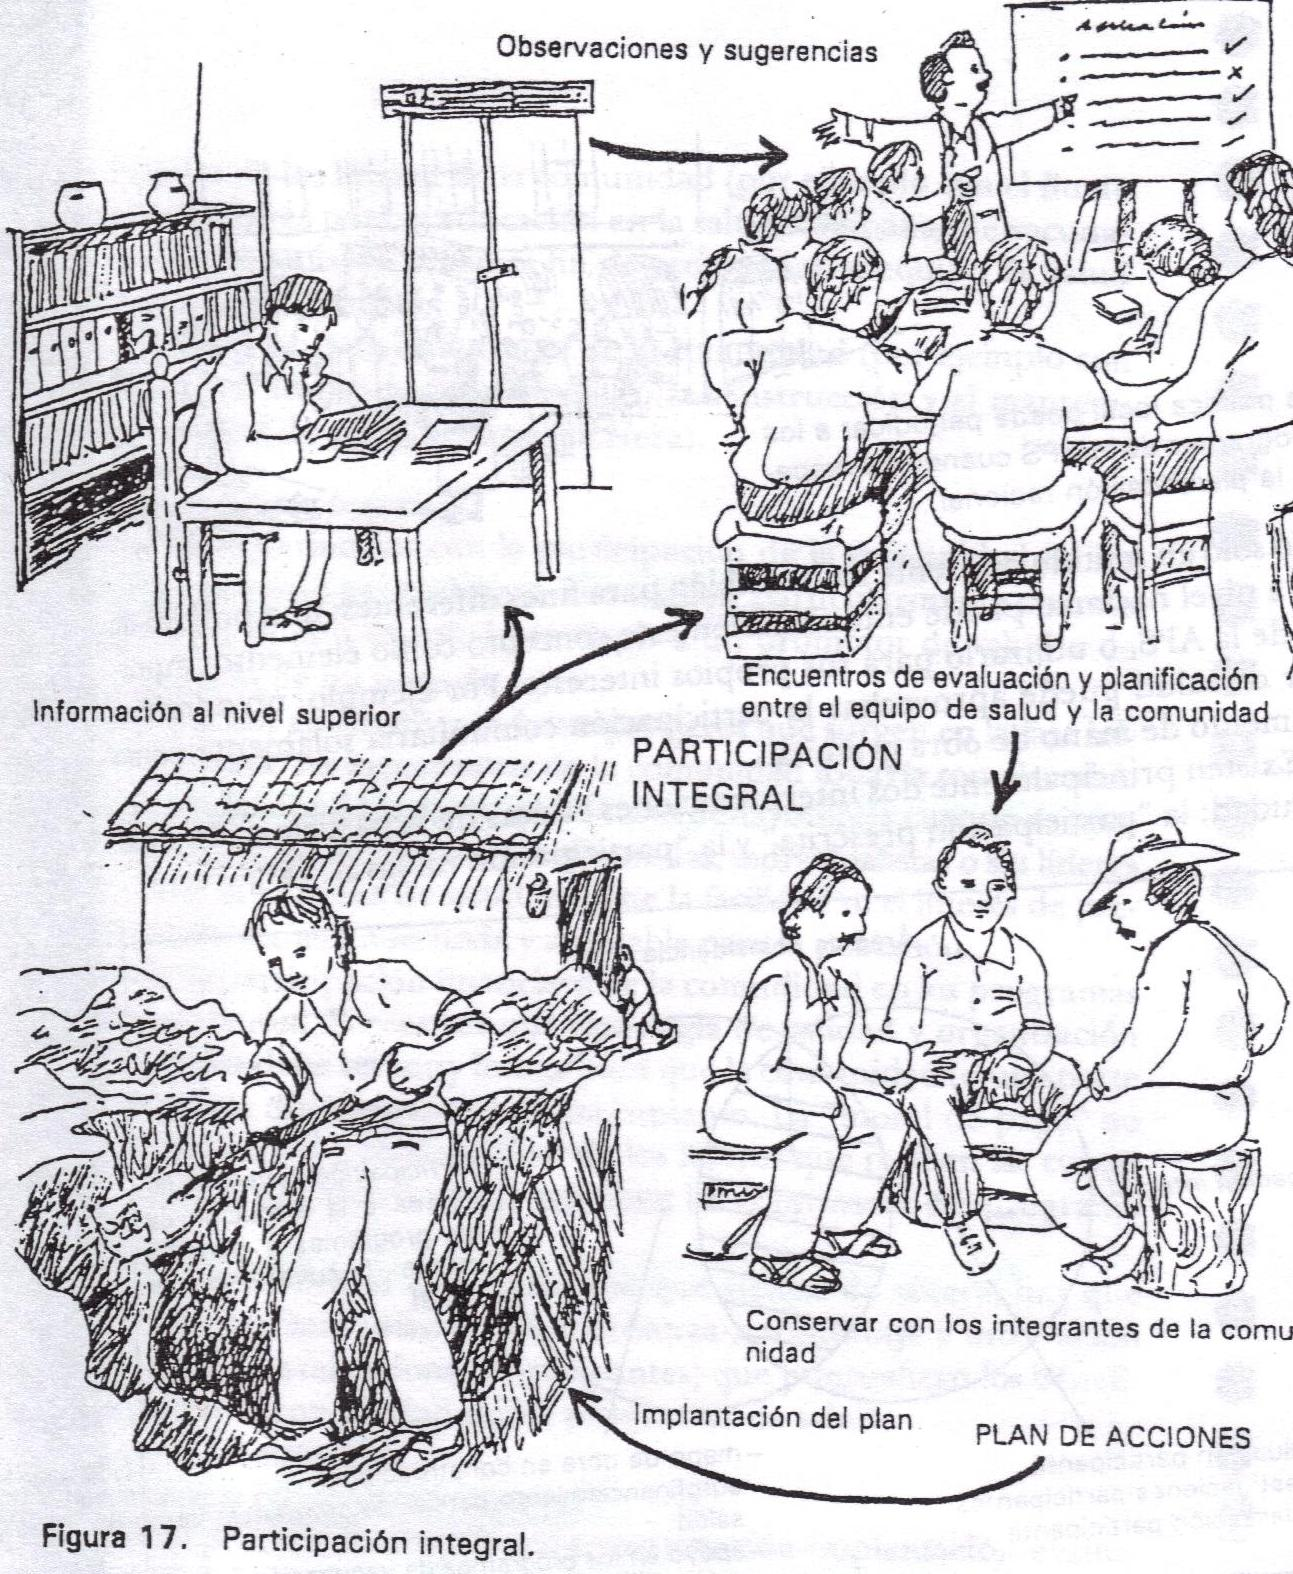 Observaciones y sugerencias
Información al nivel superior
Encuentros de evaluación y planificación
entre el equipo de salud y la comunidad
PARTICIPACIÓN
INTEGRAL
Conservar con los integrantes de la comu
nidad
Implantación del plan
PLAN DE ACCIONES
Figura 17. Participación integral.